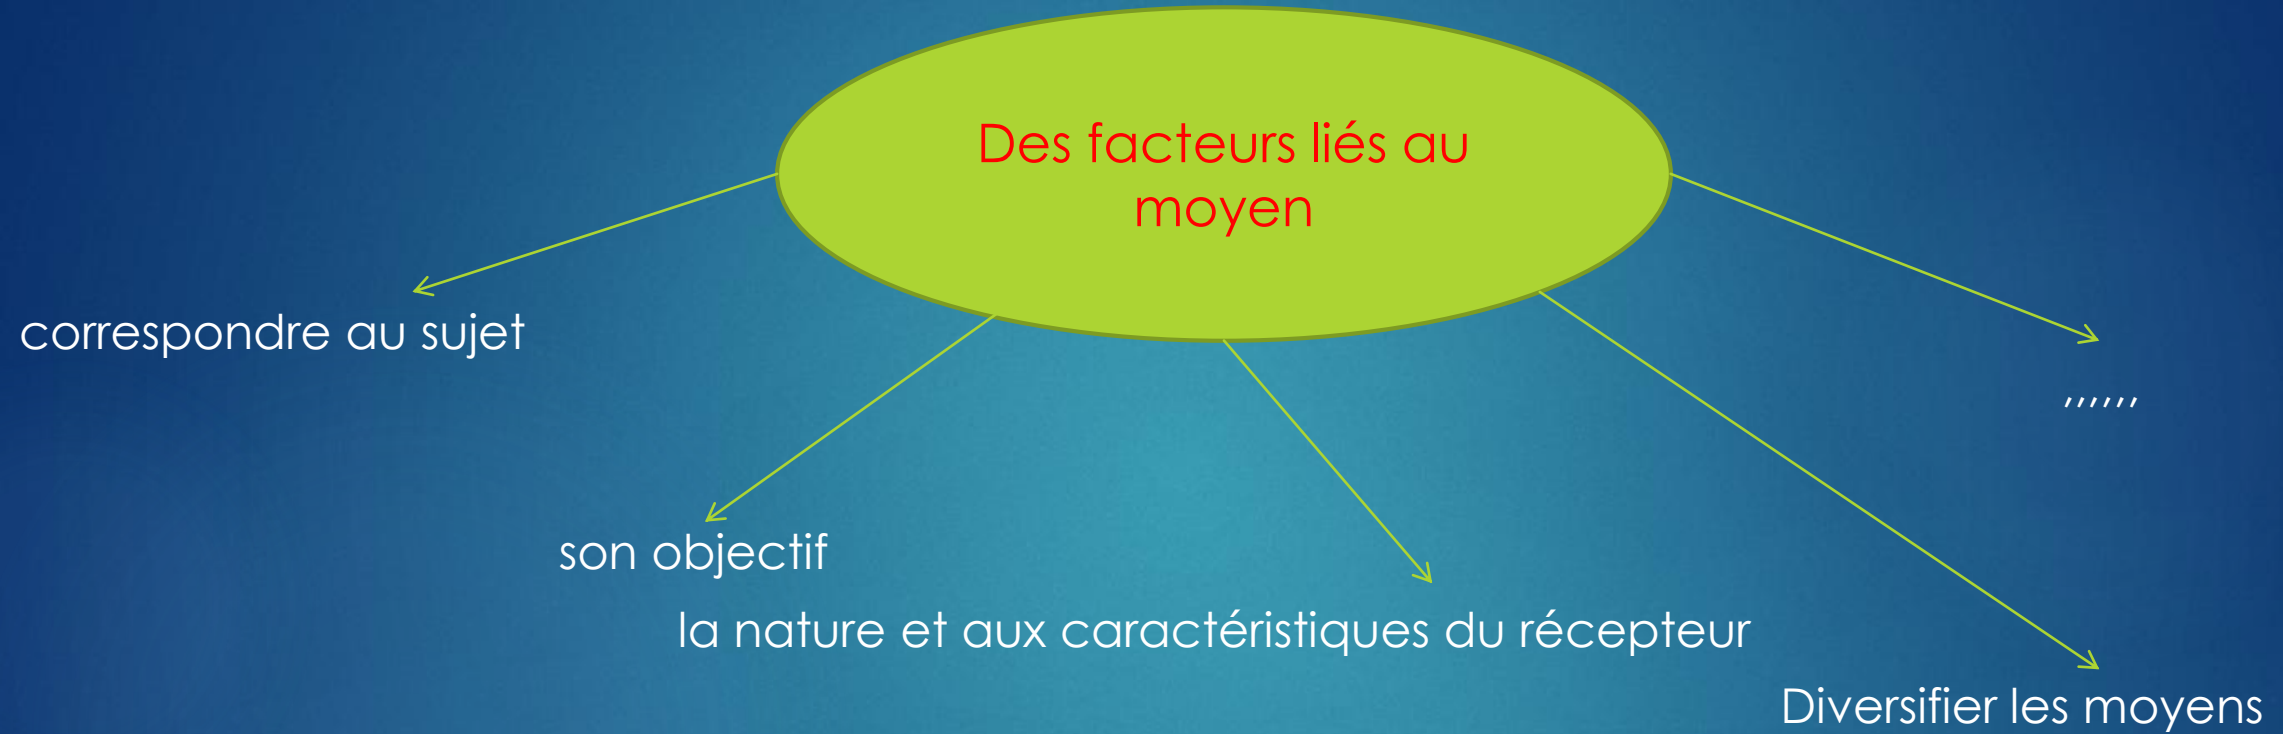 Des facteurs liés au
moyen
correspondre au sujet
,,,,,,
son objectif
la nature et aux caractéristiques du récepteur
Diversifier les moyens